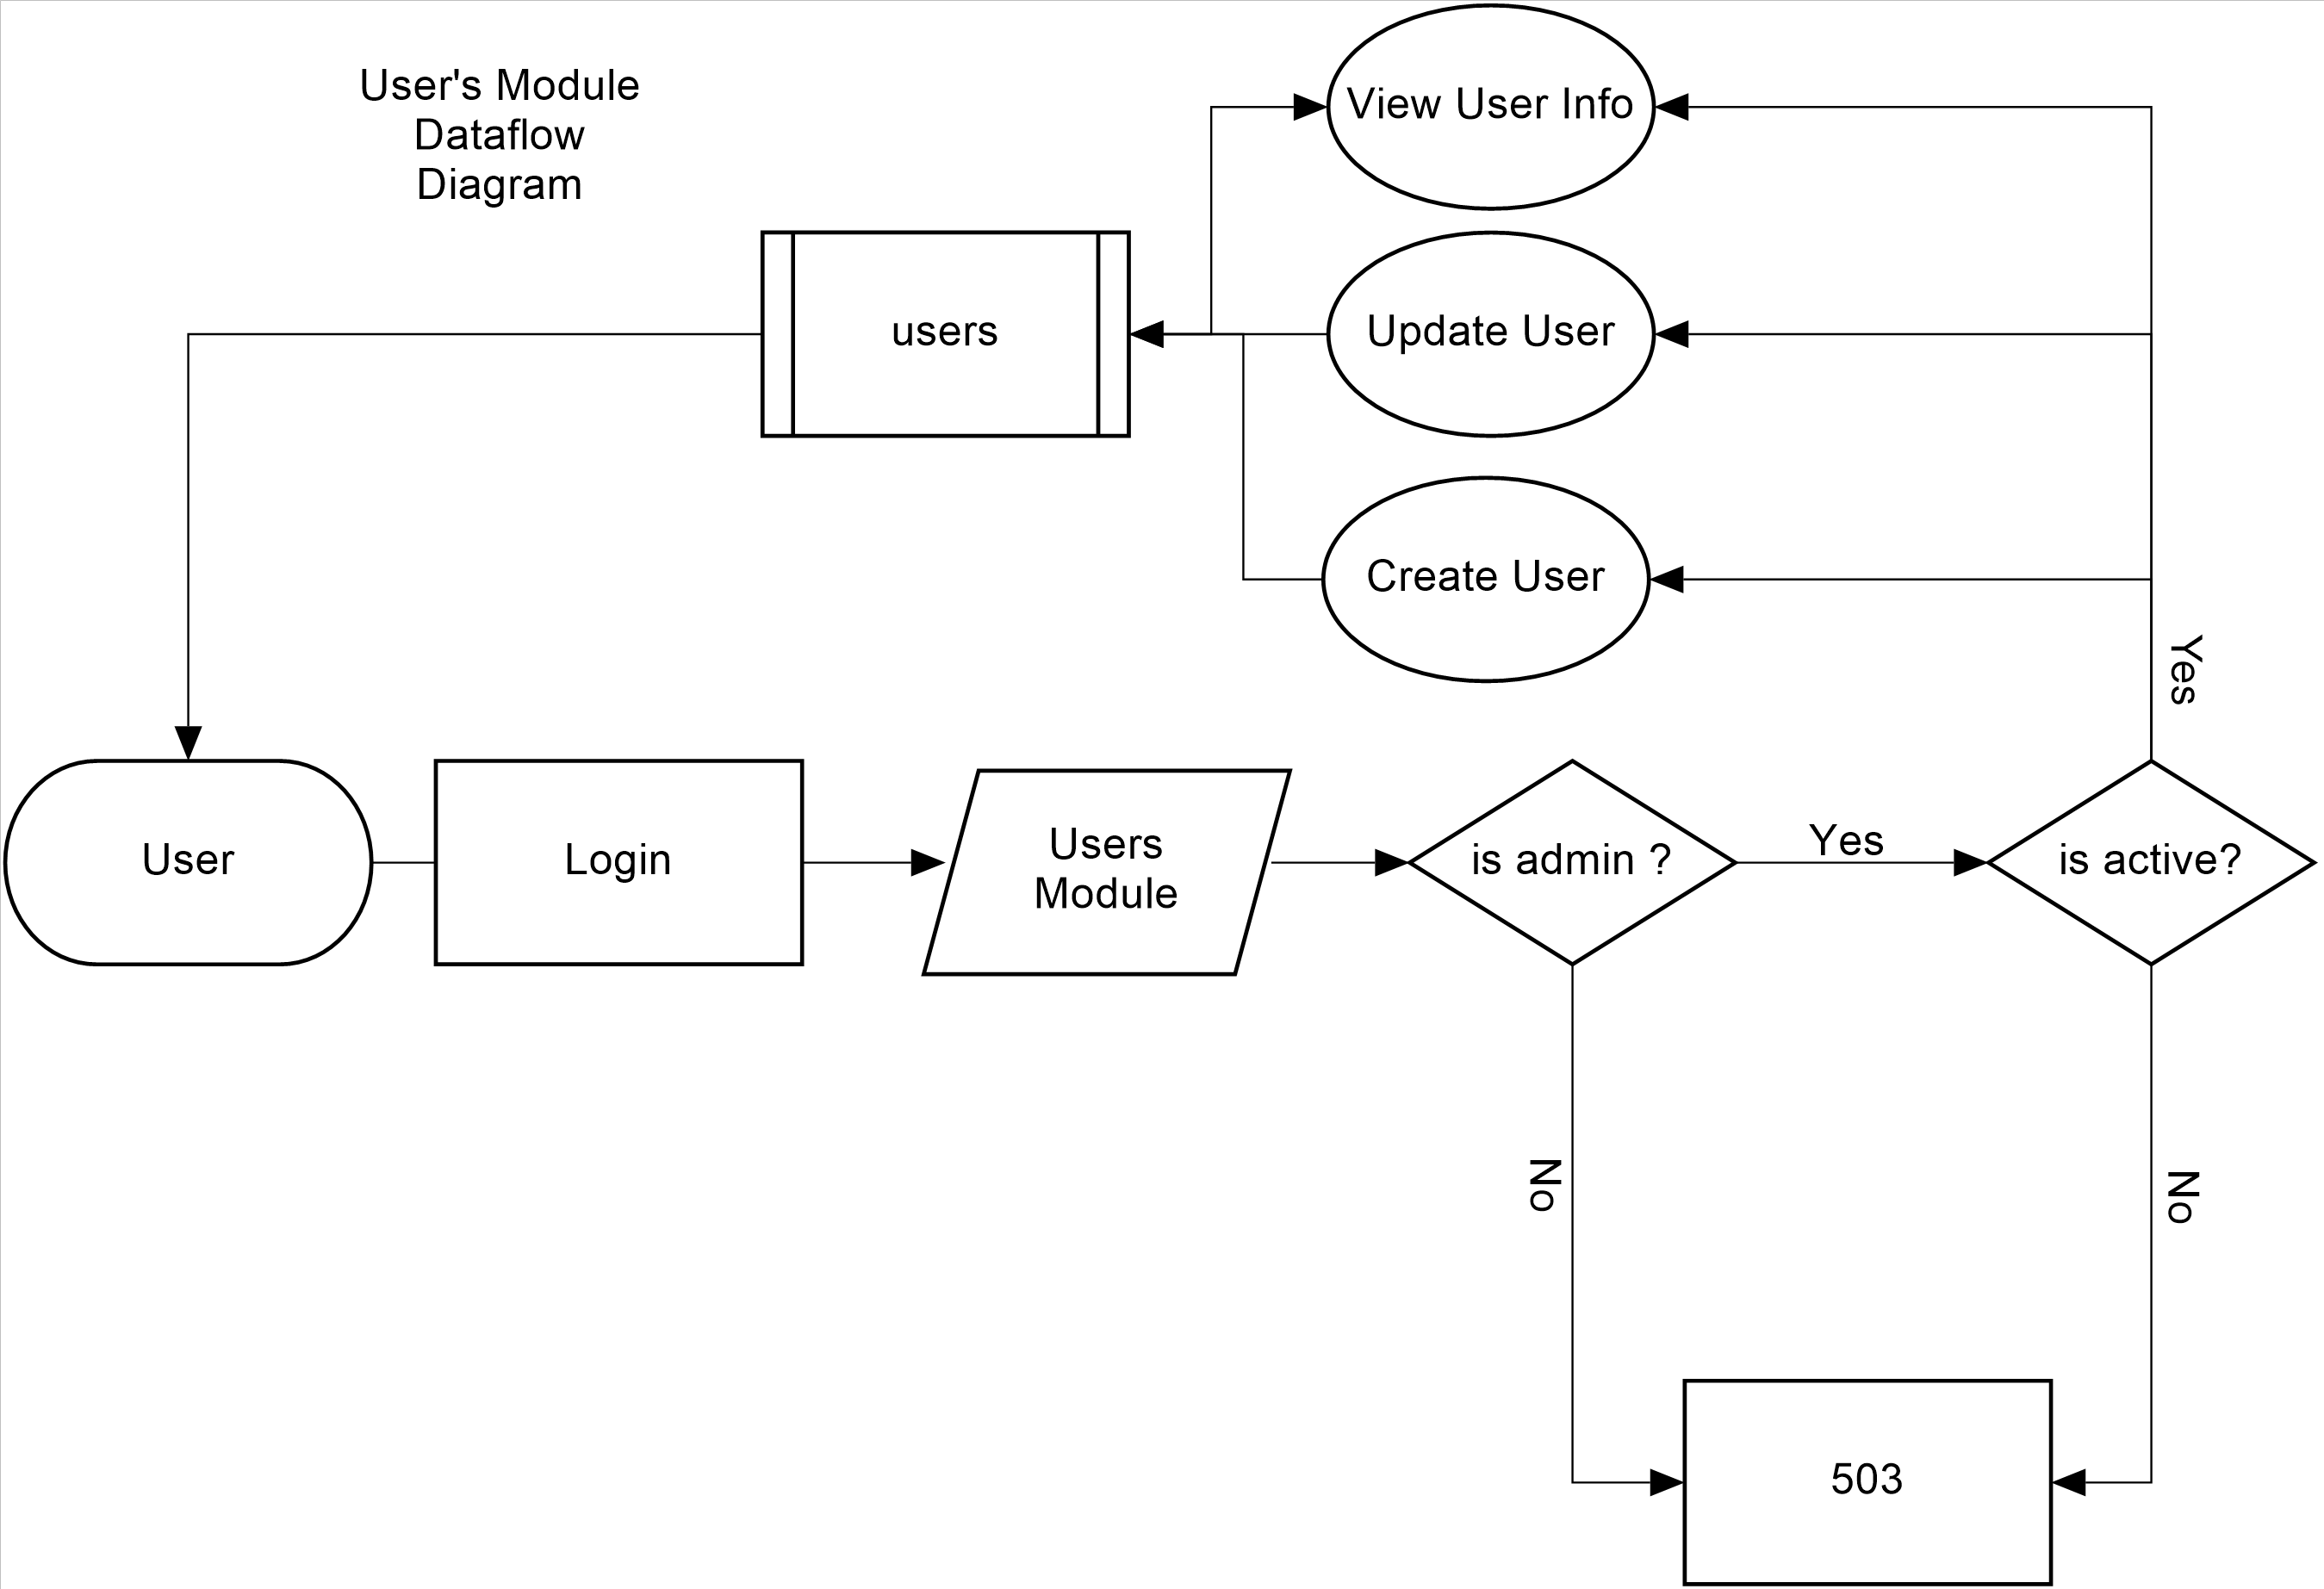 User's Module
Dataflow
Diagram
View User Info
users
Update User
Create User
Yes
User
Login
Users
Module
is admin ?
Yes
is active?
No
No
503